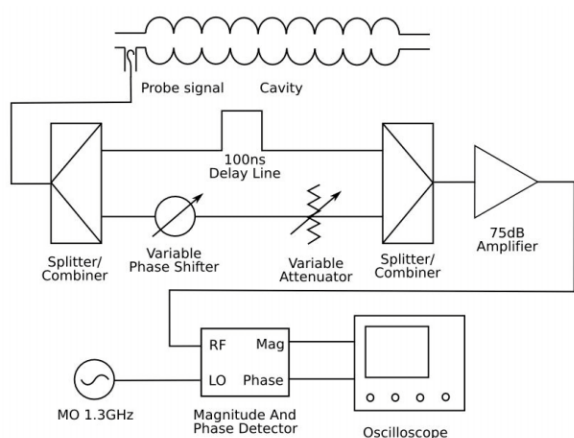 Probe signal
Cavity
100ns
Delay Line
Splitter/
Combiner
Variable
Phase Shifter
Variable
Attenuator
Splitter/
Combiner
75dB
Amplifier
RF
Mag
LO
Phase
MO 1.3GHz
Magnitude And
Phase Detector
Oscilloscope